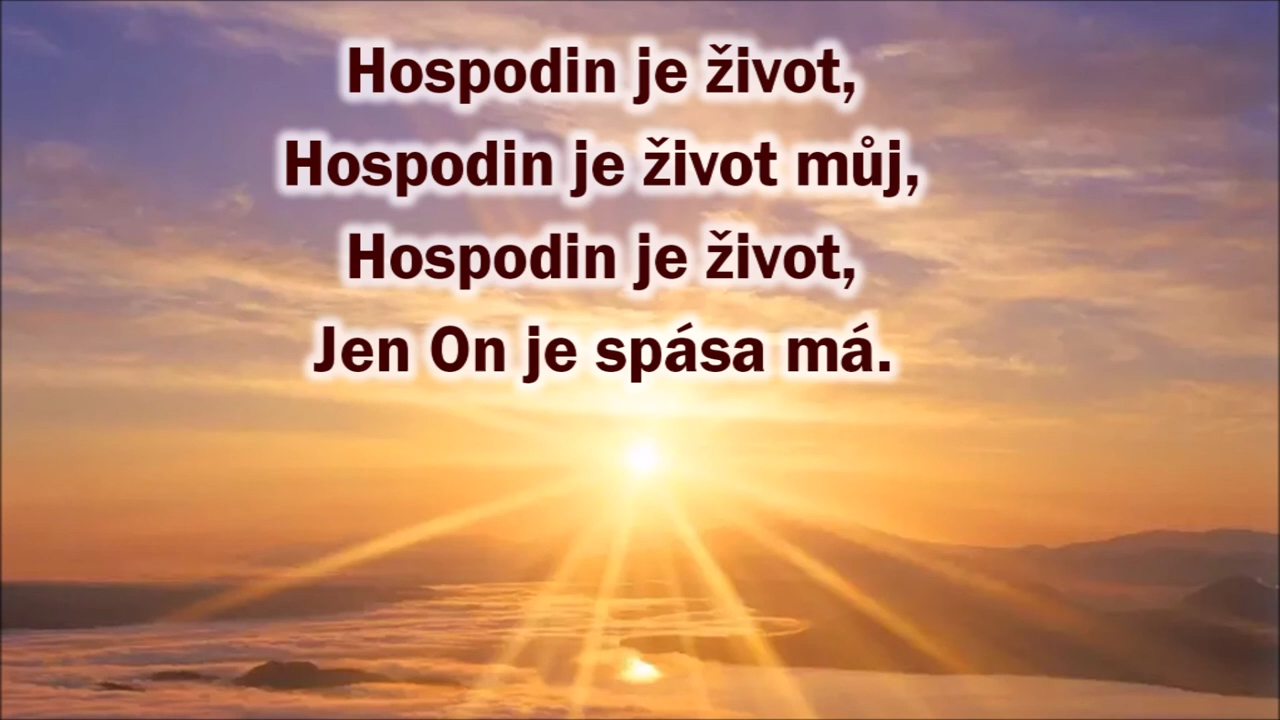 Hospodin je život,
Hospodin je život můj,
Hospodin je život,
Jen On je spása má.